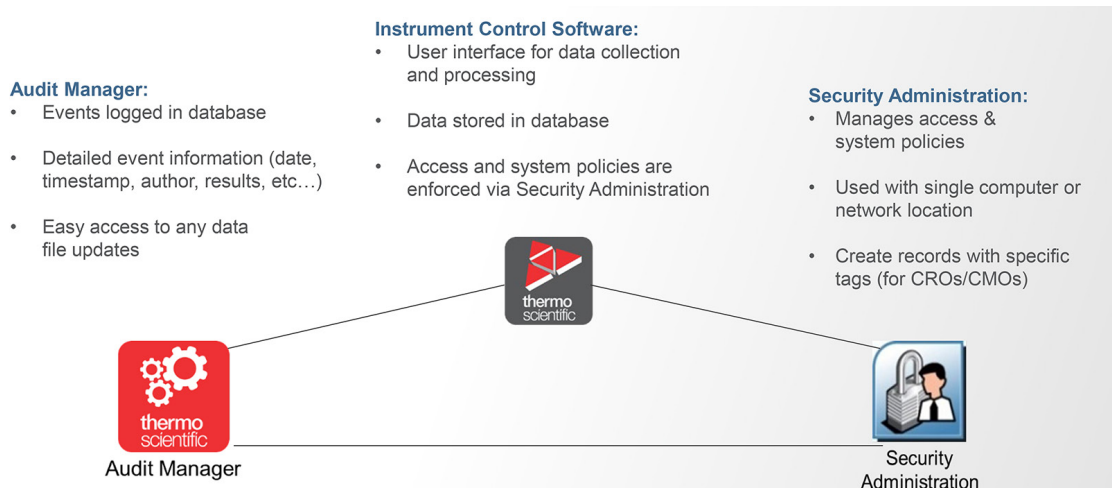 Instrument Control Software:
• User interface for data collection
and processing
• Data stored in database
• Access and system policies are
enforced via Security Administration
Audit Manager:
• Events logged in database
• Detailed event information (date,
timestamp, author, results, etc…)
• Easy access to any data
file updates
Security Administration:
• Manages access &
system policies
• Used with single computer or
network location
• Create records with specific
tags (for CROs/CMOs)
thermo
scientific
thermo
scientific
Audit Manager
Security
Administration